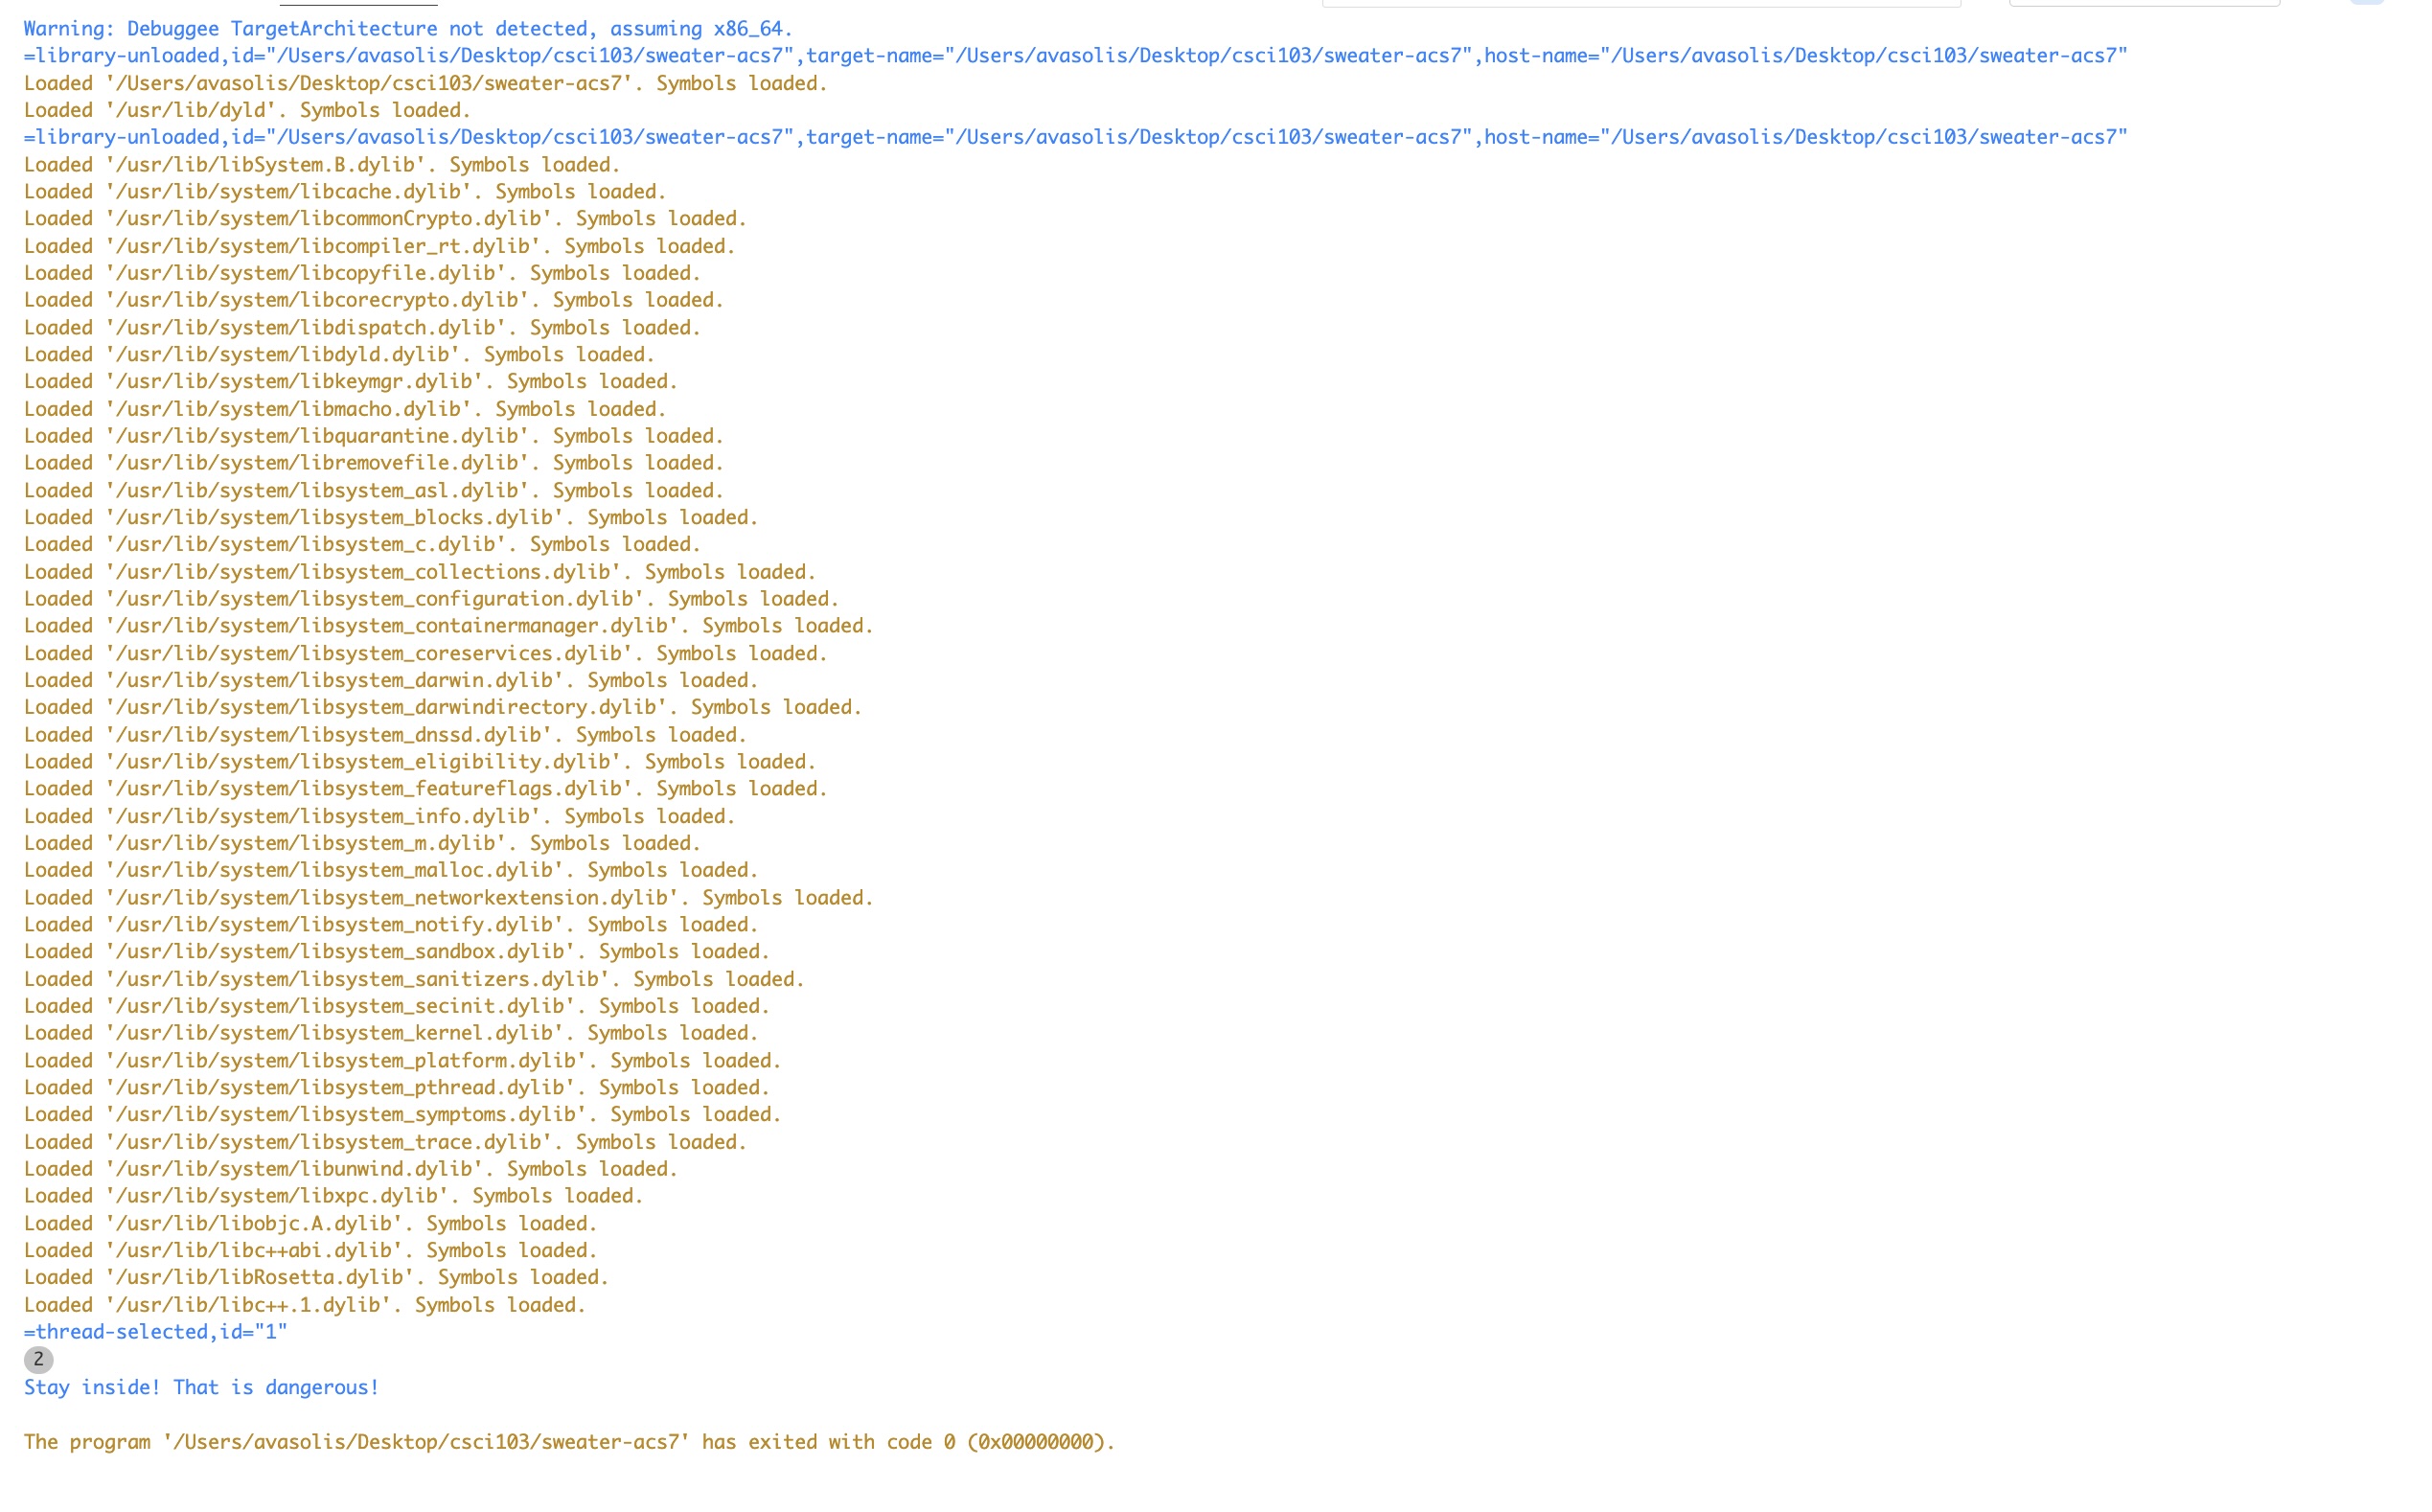 Warning: Debuggee TargetArchitecture not detected, assuming x86_64.
=library-unloaded,id="/Users/avasolis/Desktop/csci103/sweater-acs7",target-name="/Users/avasolis/Desktop/csci103/sweater-acs7",host-name="/Users/avasolis/Desktop/csci103/sweater-acs7"
Loaded '/Users/avasolis/Desktop/csci103/sweater-acs7'. Symbols loaded.
Loaded '/usr/lib/dyld'. Symbols loaded.
=library-unloaded,id="/Users/avasolis/Desktop/csci103/sweater-acs7",target-name="/Users/avasolis/Desktop/csci103/sweater-acs7",host-name="/Users/avasolis/Desktop/csci103/sweater-acs7"
Loaded '/usr/lib/libSystem.B.dylib'. Symbols loaded.
Loaded '/usr/lib/system/libcache.dylib'. Symbols loaded.
Loaded '/usr/lib/system/libcommonCrypto.dylib'. Symbols loaded.
Loaded '/usr/lib/system/libcompiler_rt.dylib'. Symbols loaded.
Loaded '/usr/lib/system/libcopyfile.dylib'. Symbols loaded.
Loaded '/usr/lib/system/libcorecrypto.dylib'. Symbols loaded.
Loaded '/usr/lib/system/libdispatch.dylib'. Symbols loaded.
Loaded '/usr/lib/system/libdyld.dylib'. Symbols loaded.
Loaded '/usr/lib/system/libkeymgr.dylib'. Symbols loaded.
Loaded '/usr/lib/system/libmacho.dylib'. Symbols loaded.
Loaded '/usr/lib/system/libquarantine.dylib'. Symbols loaded.
Loaded '/usr/lib/system/libremovefile.dylib'. Symbols loaded.
Loaded '/usr/lib/system/libsystem_asl.dylib'. Symbols loaded.
Loaded '/usr/lib/system/libsystem_blocks.dylib'. Symbols loaded.
Loaded '/usr/lib/system/libsystem_c.dylib'. Symbols loaded.
Loaded '/usr/lib/system/libsystem_collections.dylib'. Symbols loaded.
Loaded '/usr/lib/system/libsystem_configuration.dylib'. Symbols loaded.
Loaded '/usr/lib/system/libsystem_containermanager.dylib'. Symbols loaded.
Loaded '/usr/lib/system/libsystem_coreservices.dylib'. Symbols loaded.
Loaded '/usr/lib/system/libsystem_darwin.dylib'. Symbols loaded.
Loaded '/usr/lib/system/libsystem_darwindirectory.dylib'. Symbols loaded.
Loaded '/usr/lib/system/libsystem_dnssd.dylib'. Symbols loaded.
Loaded '/usr/lib/system/libsystem_eligibility.dylib'. Symbols loaded.
Loaded '/usr/lib/system/libsystem_featureflags.dylib'. Symbols loaded.
Loaded '/usr/lib/system/libsystem_info.dylib'. Symbols loaded.
Loaded '/usr/lib/system/libsystem_m.dylib'. Symbols loaded.
Loaded '/usr/lib/system/libsystem_malloc.dylib'. Symbols loaded.
Loaded '/usr/lib/system/libsystem_networkextension.dylib'. Symbols loaded.
Loaded '/usr/lib/system/libsystem_notify.dylib'. Symbols loaded.
Loaded '/usr/lib/system/libsystem_sandbox.dylib'. Symbols loaded.
Loaded '/usr/lib/system/libsystem_sanitizers.dylib'. Symbols loaded.
Loaded '/usr/lib/system/libsystem_secinit.dylib'. Symbols loaded.
Loaded '/usr/lib/system/libsystem_kernel.dylib'. Symbols loaded.
Loaded '/usr/lib/system/libsystem_platform.dylib'. Symbols loaded.
Loaded '/usr/lib/system/libsystem_pthread.dylib'. Symbols loaded.
Loaded '/usr/lib/system/libsystem_symptoms.dylib'. Symbols loaded.
Loaded '/usr/lib/system/libsystem_trace.dylib'. Symbols loaded.
Loaded '/usr/lib/system/libunwind.dylib'. Symbols loaded.
Loaded '/usr/lib/system/libxpc.dylib'. Symbols loaded.
Loaded '/usr/lib/libobjc.A.dylib'. Symbols loaded.
Loaded '/usr/lib/libc++abi.dylib'. Symbols loaded.
Loaded '/usr/lib/libRosetta.dylib'. Symbols loaded.
Loaded '/usr/lib/libc++.1.dylib'. Symbols loaded.
=thread-selected,id="1"
2
Stay inside! That is dangerous!
The program '/Users/avasolis/Desktop/csci103/sweater-acs7' has exited with code 0 (0x00000000).